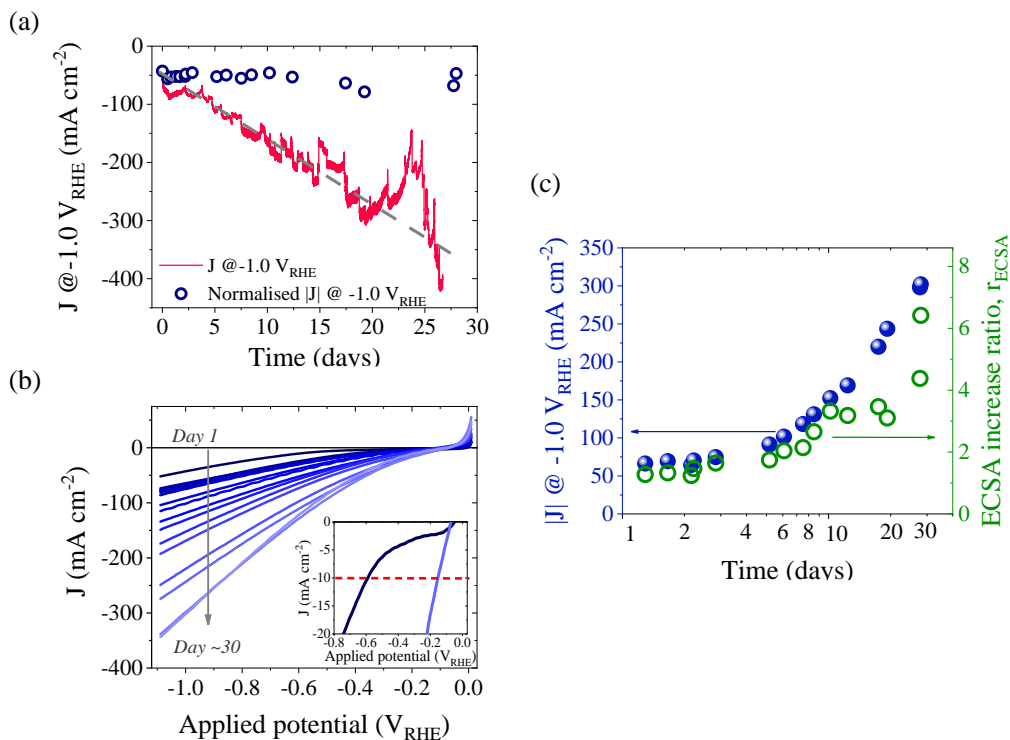 (a)
0
-100
-200
-300
-400
J @-1.0 V_RHE (mA cm⁻²)
J @-1.0 V_RHE
Normalised |J| @ -1.0 V_RHE
0 5 10 15 20 25 30
Time (days)
(b)
100
0
-100
-200
-300
-400
J (mA cm⁻²)
Day 1
Day ~30
0
-5
-10
-15
-20
J (mA cm⁻²)
-0.8 -0.6 -0.4 -0.2 0.0
Applied potential (V_RHE)
-1.0 -0.8 -0.6 -0.4 -0.2 0.0
Applied potential (V_RHE)
(c)
350
300
250
200
150
100
50
0
|J| @ -1.0 V_RHE (mA cm⁻²)
8
6
4
2
0
ECSA increase ratio, r_ECSA
1 2 4 6 8 10 20 30
Time (days)